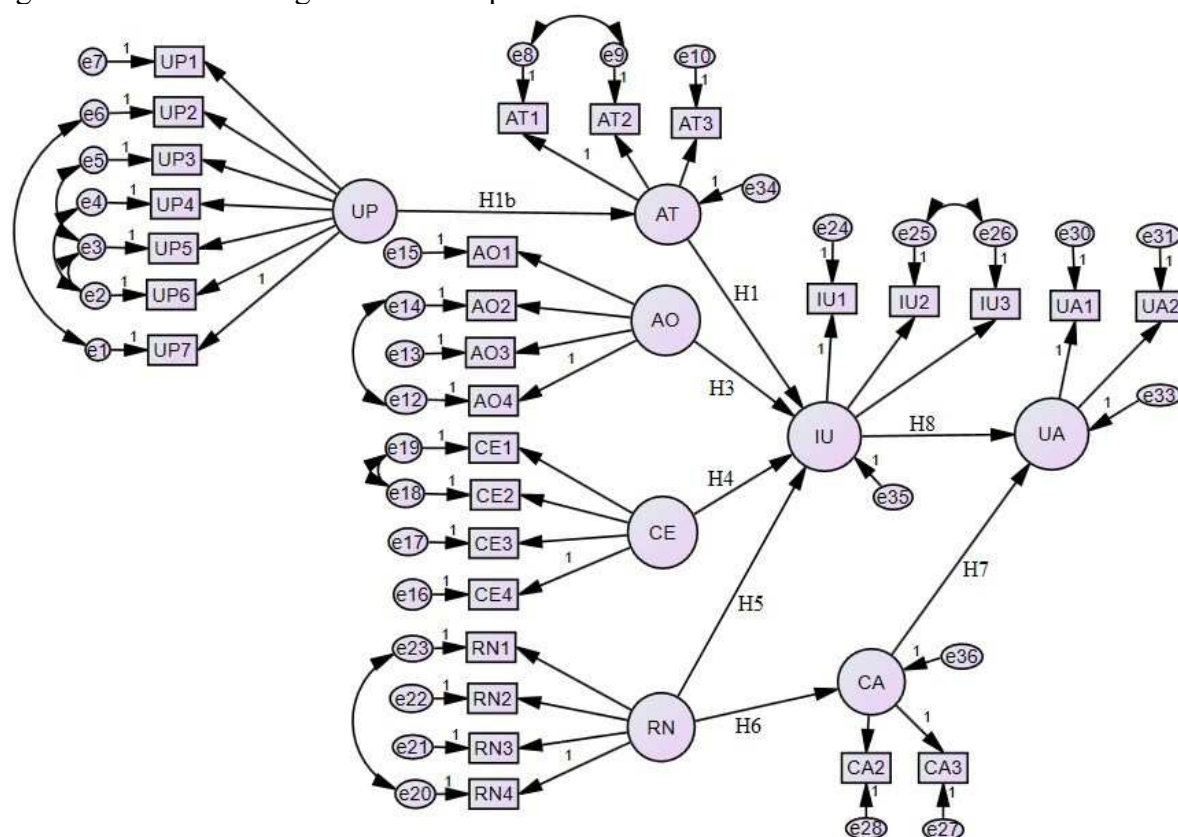 e7 1 UP1
e6 1 UP2
e5 1 UP3
e4 1 UP4
e3 1 UP5
e2 1 UP6
e1 1 UP7
1
UP
H1b
e8 e9 e10
1 1 1
AT1 AT2 AT3
1
AT
1 e34
e15 1 AO1
e14 1 AO2
e13 1 AO3
e12 1 AO4
1
AO
H1
H3
e19 1 CE1
e18 1 CE2
e17 1 CE3
e16 1 CE4
1
CE
H4
e23 1 RN1
e22 1 RN2
e21 1 RN3
e20 1 RN4
1
RN
H5
H6
e24 e25 e26
1 1 1
IU1 IU2 IU3
1
IU
1
e35
H8
e30 e31
1 1
UA1 UA2
1
UA
1 e33
H7
CA
1 e36
1
CA2 CA3
1 1
e28 e27